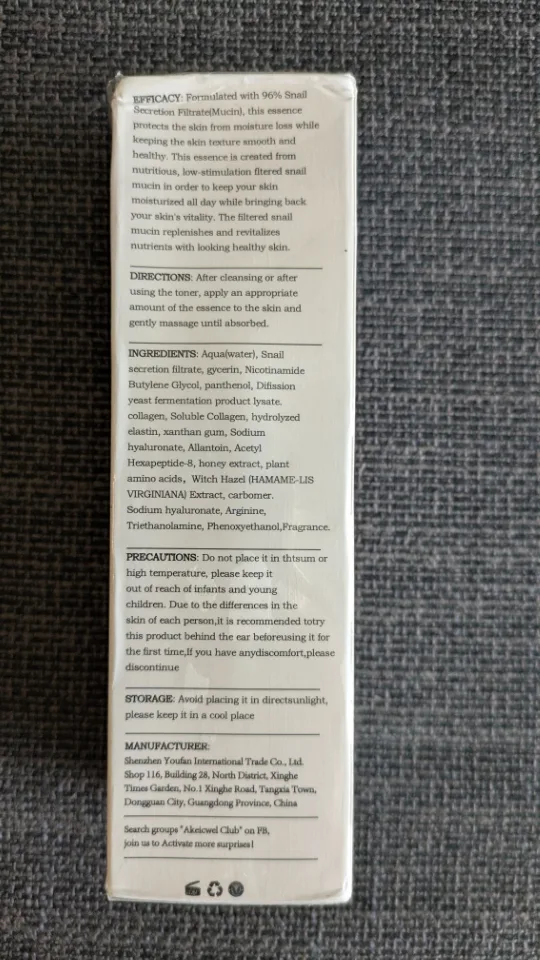 EFFICACY: Formulated with 96% Snail
Secretion Filtrate(Mucin), this essence
protects the skin from moisture loss while
keeping the skin texture smooth and
healthy. This essence is created from
nutritious, low-stimulation fltered snail
mucin in order to keep your skin
moisturized all day while bringing back
your skin's vitality. The filtered snail
mucin replenishes and revitalizes
nutrients with looking healthy skin.
DIRECTIONS: After cleansing or after
using the toner, apply an appropriate
amount of the essence to the skin and
gently massage until absorbed.
INGREDIENTS: Aqua(water), Snail
secretion filtrate, gycerin, Nicotinamide
Butylene Glycol, panthenol, Difission
yeast fermentation product lysate.
collagen, Soluble Collagen, hydrolyzed
elastin, xanthan gum, Sodium
hyaluronate, Allantoin, Acetyl
Hexapeptide-8, honey extract, plant
amino acids, Witch Hazel (HAMAME-LIS
VIRGINIANA) Extract, carbomer.
Sodium hyaluronate, Arginine,
Triethanolamine, Phenoxyethanol,Fragrance.
PRECAUTIONS: Do not place it in thtsum or
high temperature, please keep it
out of reach of infants and young
children. Due to the differences in the
skin of each person,it is recommended totry
this product behind the ear beforeusing it for
the first time,If you have anydiscomfort,please
discontinue
STORAGE: Avoid placing it in directsunlight,
please keep it in a cool place
MANUFACTURER:
Shenzhen Youfan International Trade Co., Ltd.
Shop 116, Building 28, North District, Xinghe
Times Garden, No.1 Xinghe Road, Tangxia Town,
Dongguan City, Guangdong Province, China
Search groups "Akeicwel Club" on FB,
join us to Activate more surprises!